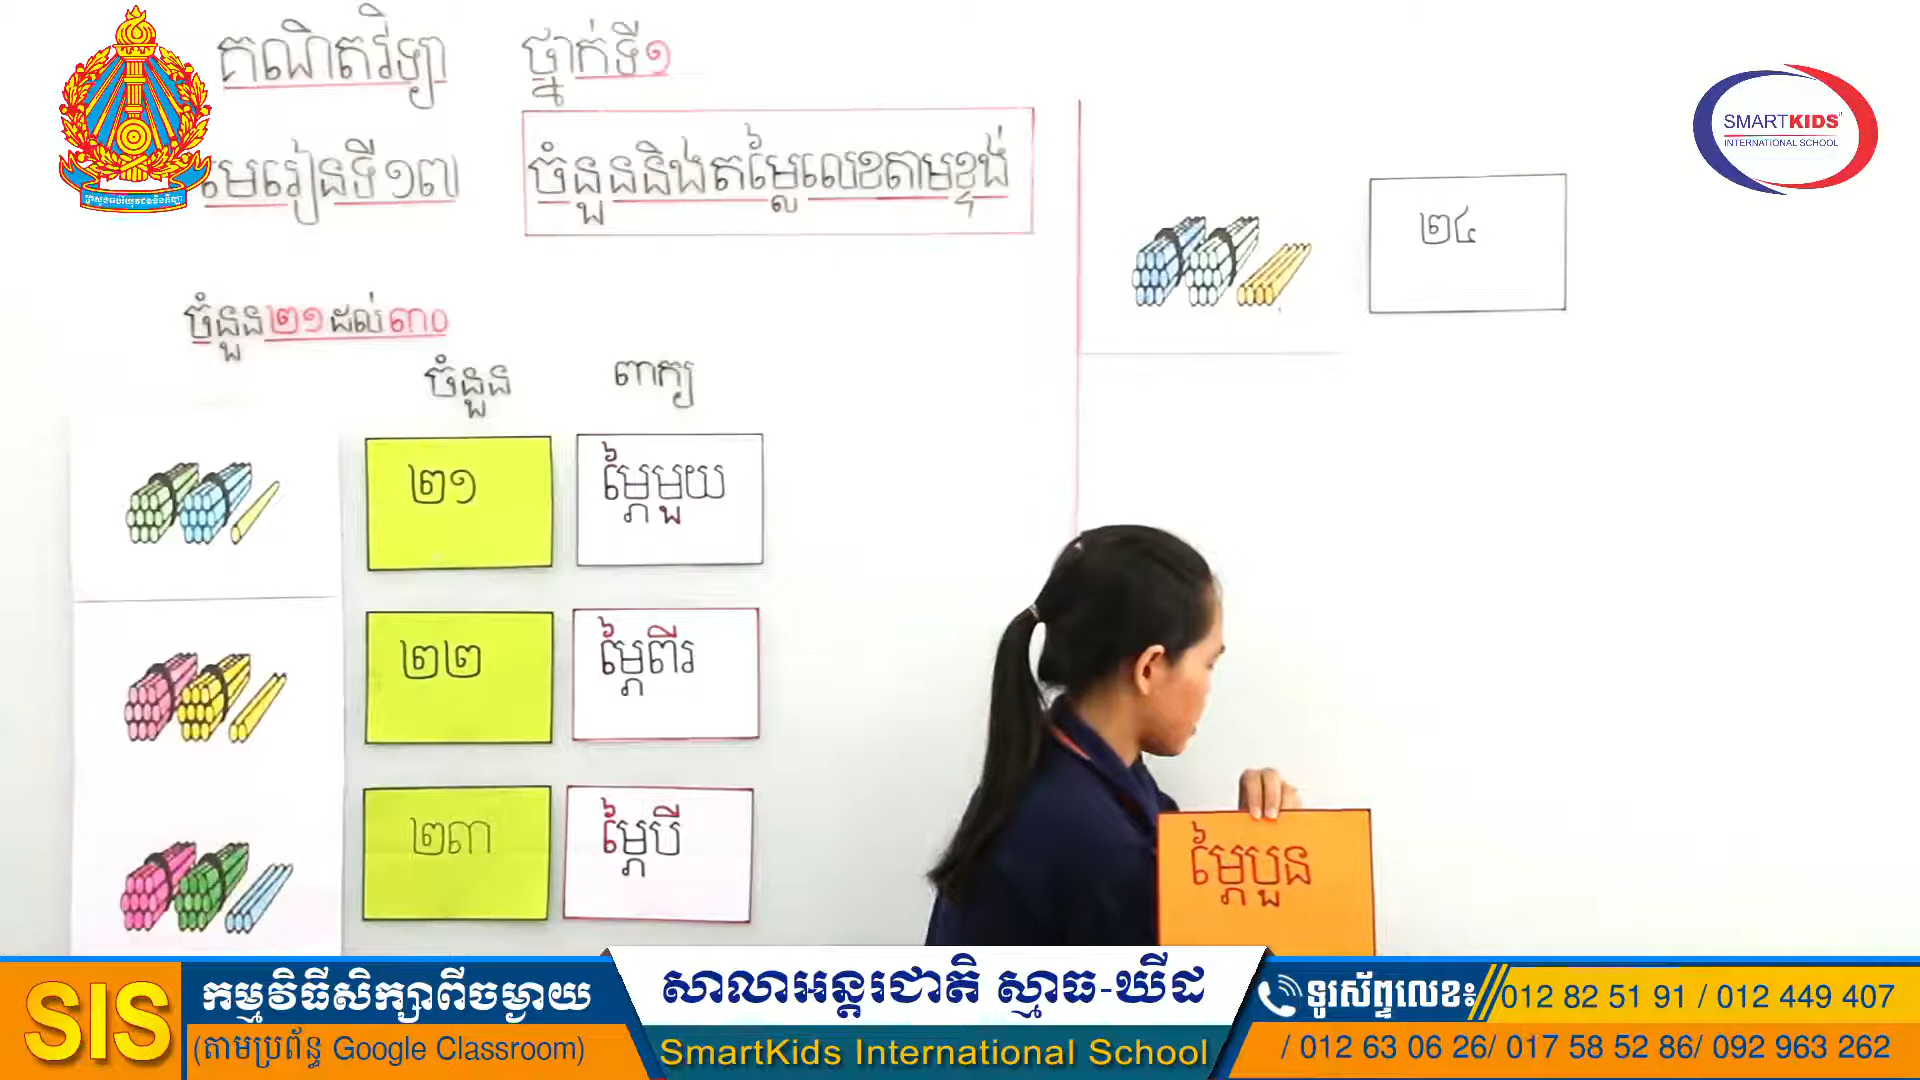 គណិតវិទ្យា ថ្នាក់ទី១
មេរៀនទី១៧ ចំនួននិងតម្លៃលេខតាមខ្ទង់
SMARTKIDS
INTERNATIONAL SCHOOL
២៤
ចំនួន២១ដល់៣០
ចំនួន ពាក្យ
២១ ម្ភៃមួយ
២២ ម្ភៃពីរ
២៣ ម្ភៃបី
ម្ភៃបួន
SIS
កម្មវិធីសិក្សាពីចម្ងាយ
(តាមប្រព័ន្ធ Google Classroom)
សាលាអន្តរជាតិ ស្មាធ-ឃីដ
SmartKids International School
ទូរស័ព្ទលេខ៖ 012 82 51 91 / 012 449 407
/ 012 63 06 26/ 017 58 52 86/ 092 963 262